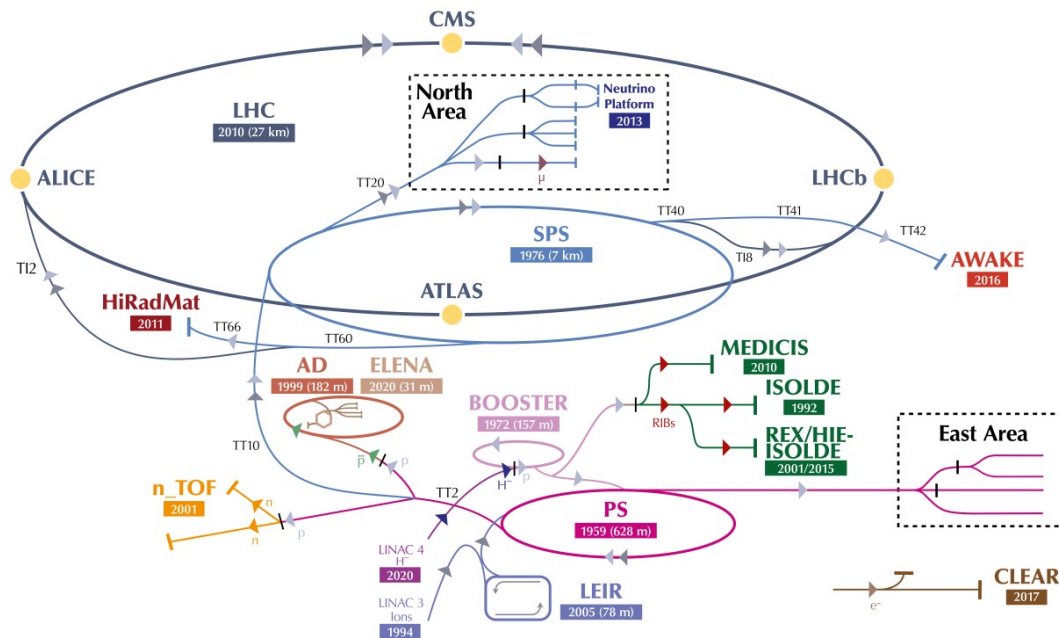 CMS
North
Area
Neutrino
Platform
2013
LHC
2010 (27 km)
μ
ALICE
LHCb
TT20
TT40
TT41
TT42
SPS
1976 (7 km)
TI8
AWAKE
2016
TI2
HiRadMat
2011
ATLAS
TT66
TT60
AD
1999 (182 m)
ELENA
2020 (31 m)
MEDICIS
2010
ISOLDE
1992
BOOSTER
1972 (157 m)
RIBs
REX/HIE-
ISOLDE
2001/2015
East Area
TT10
p̅
p
TT2
H⁻
p
n_TOF
2001
n
n
p
PS
1959 (628 m)
LINAC 4
H⁻
2020
LINAC 3
Ions
1994
LEIR
2005 (78 m)
CLEAR
2017
e⁻